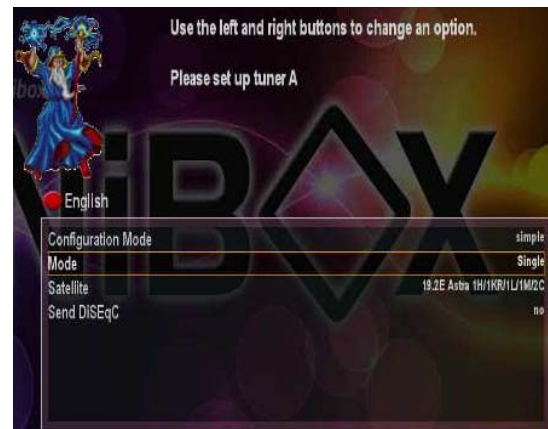 Use the left and right buttons to change an option.
Please set up tuner A
English
Configuration Mode simple
Mode Single
Satellite 19.2E Astra 1H/1KR/1L/1M/2C
Send DiSEqC no